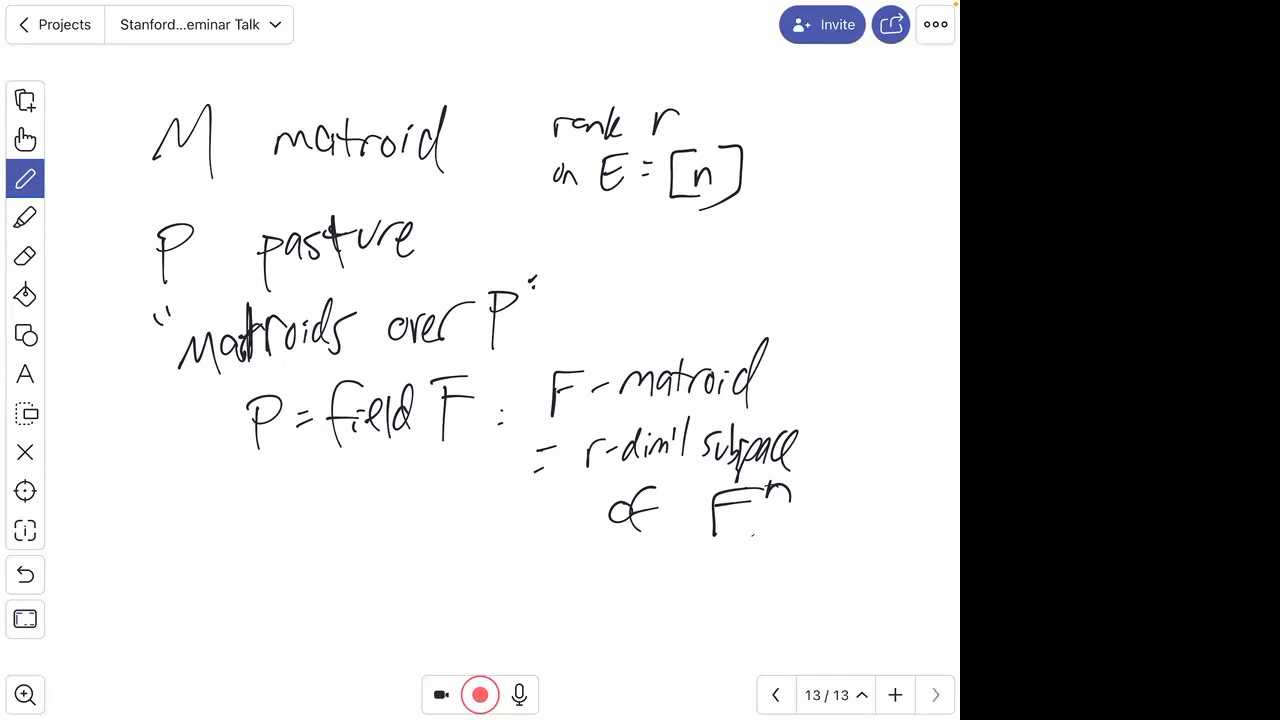 Projects
Stanford...eminar Talk
Invite
M matroid
rank r
on E = [n]
P pasture
"Matroids over P"
P = field F : F-matroid
= r-dim'l subspace
of F^n
A
13 / 13